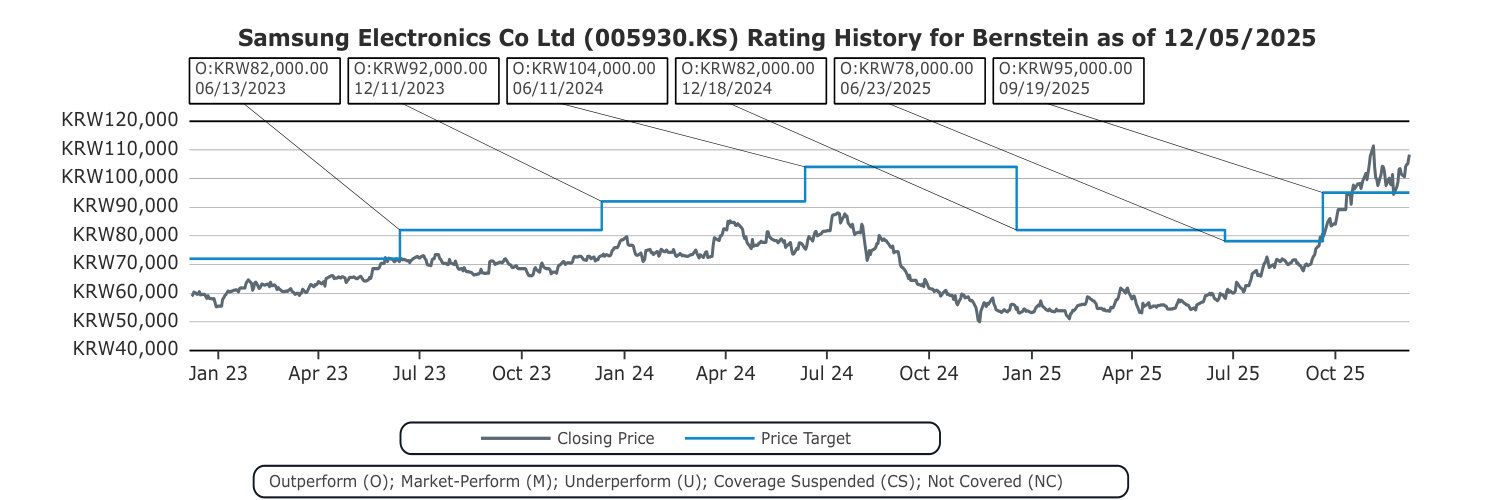 Samsung Electronics Co Ltd (005930.KS) Rating History for Bernstein as of 12/05/2025
O:KRW82,000.00
06/13/2023
O:KRW92,000.00
12/11/2023
O:KRW104,000.00
06/11/2024
O:KRW82,000.00
12/18/2024
O:KRW78,000.00
06/23/2025
O:KRW95,000.00
09/19/2025
KRW120,000
KRW110,000
KRW100,000
KRW90,000
KRW80,000
KRW70,000
KRW60,000
KRW50,000
KRW40,000
Jan 23 Apr 23 Jul 23 Oct 23 Jan 24 Apr 24 Jul 24 Oct 24 Jan 25 Apr 25 Jul 25 Oct 25
Closing Price Price Target
Outperform (O); Market-Perform (M); Underperform (U); Coverage Suspended (CS); Not Covered (NC)